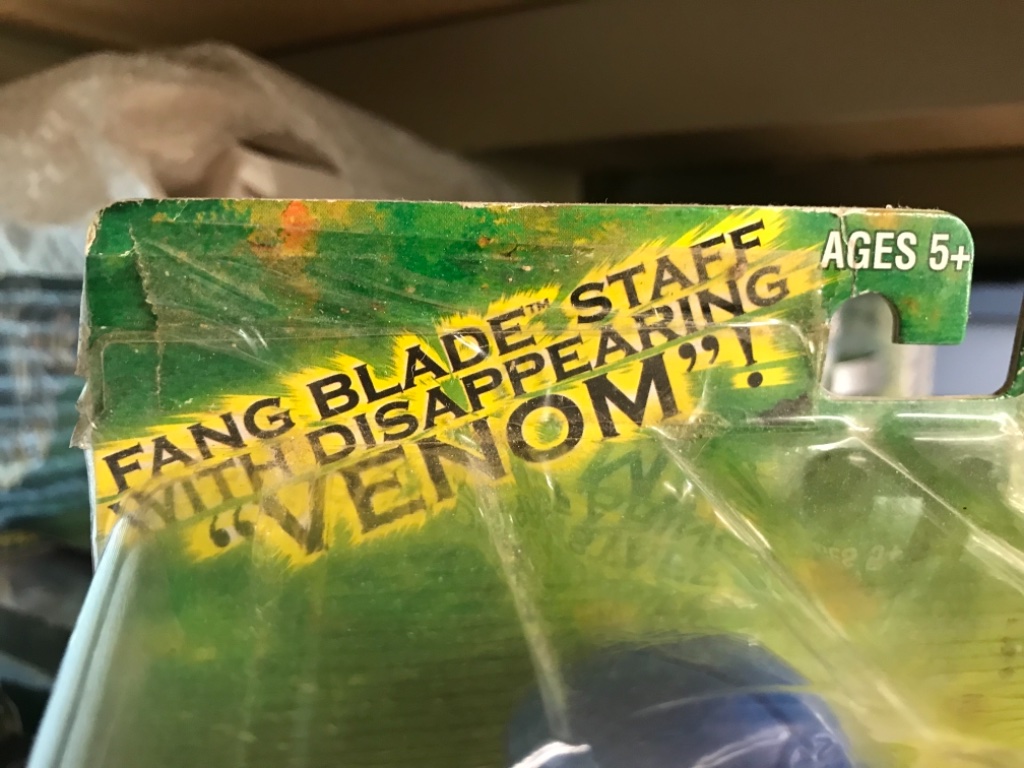 FANG BLADE™ STAFF
WITH DISAPPEARING
“VENOM”!
AGES 5+